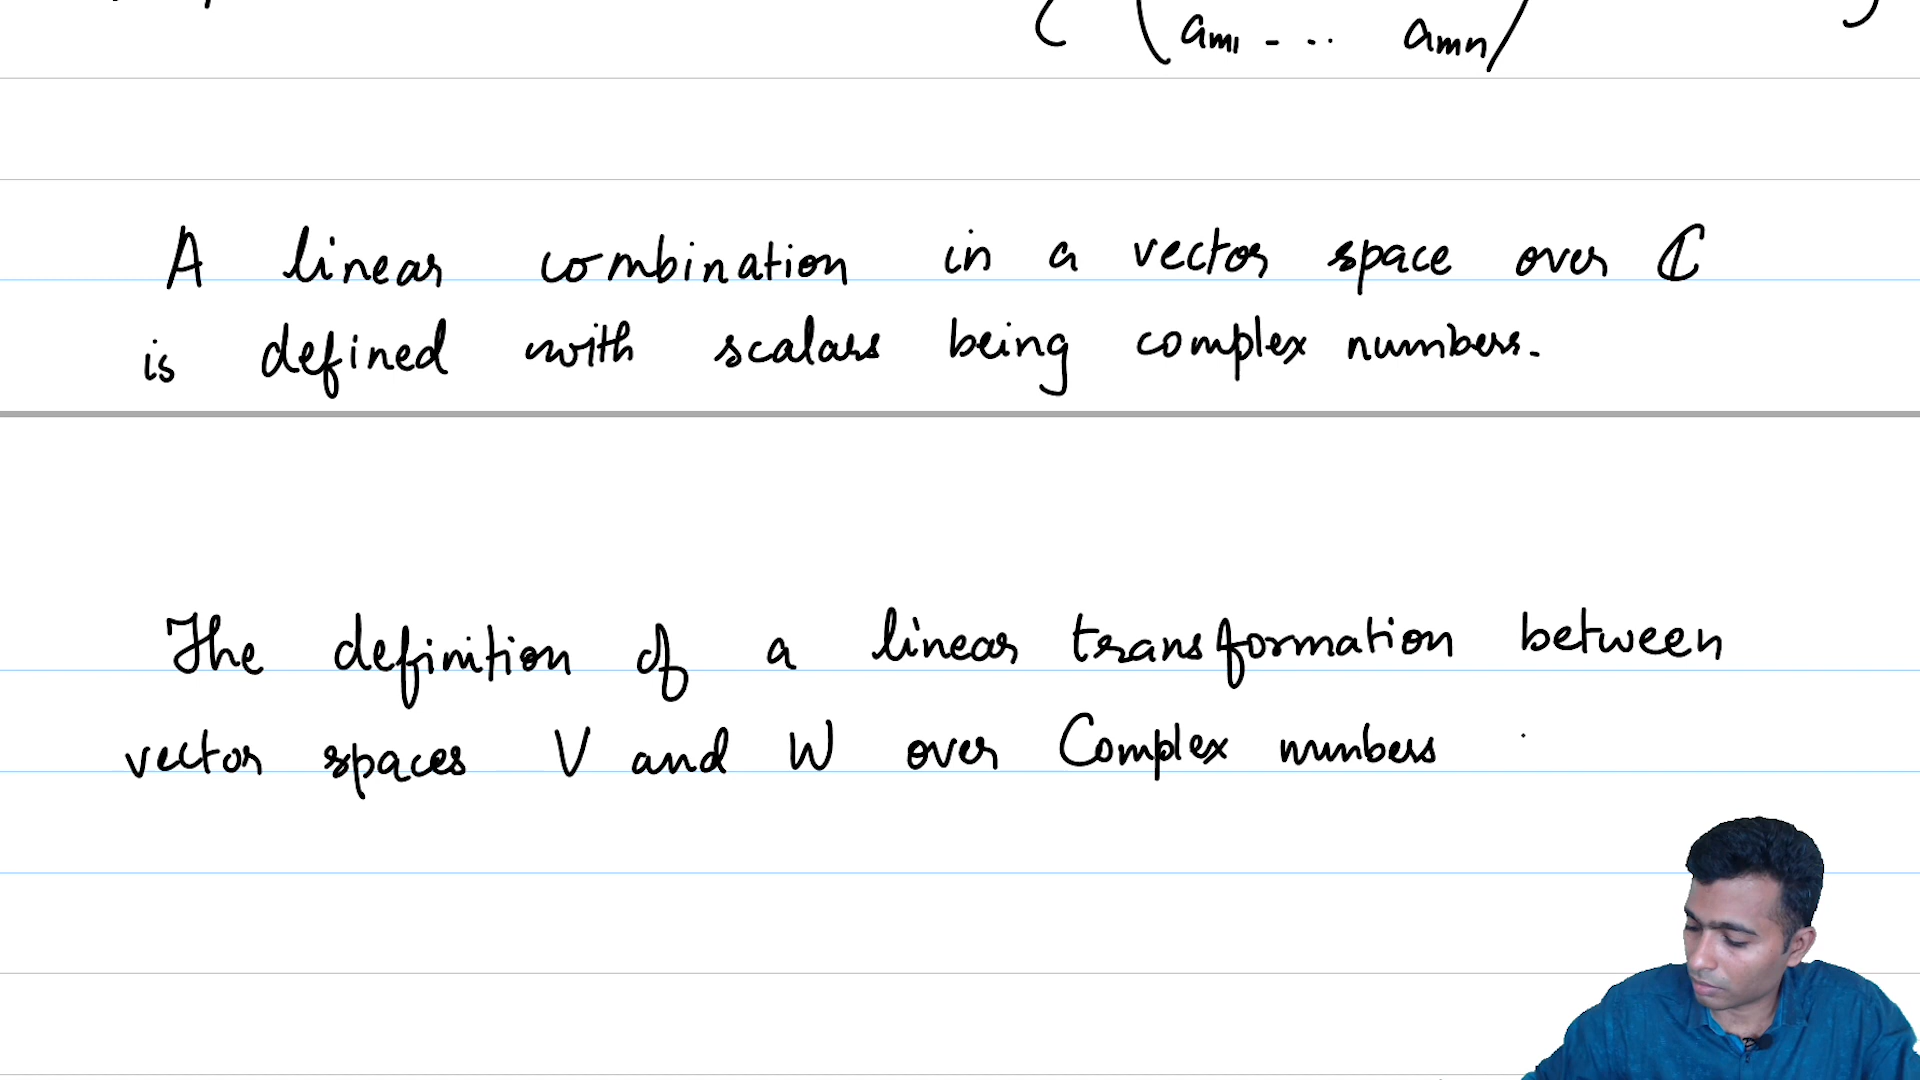 ( ( am1 - ... amn ) )
A linear combination in a vector space over ℂ
is defined with scalars being complex numbers.
The definition of a linear transformation between
vector spaces V and W over Complex numbers